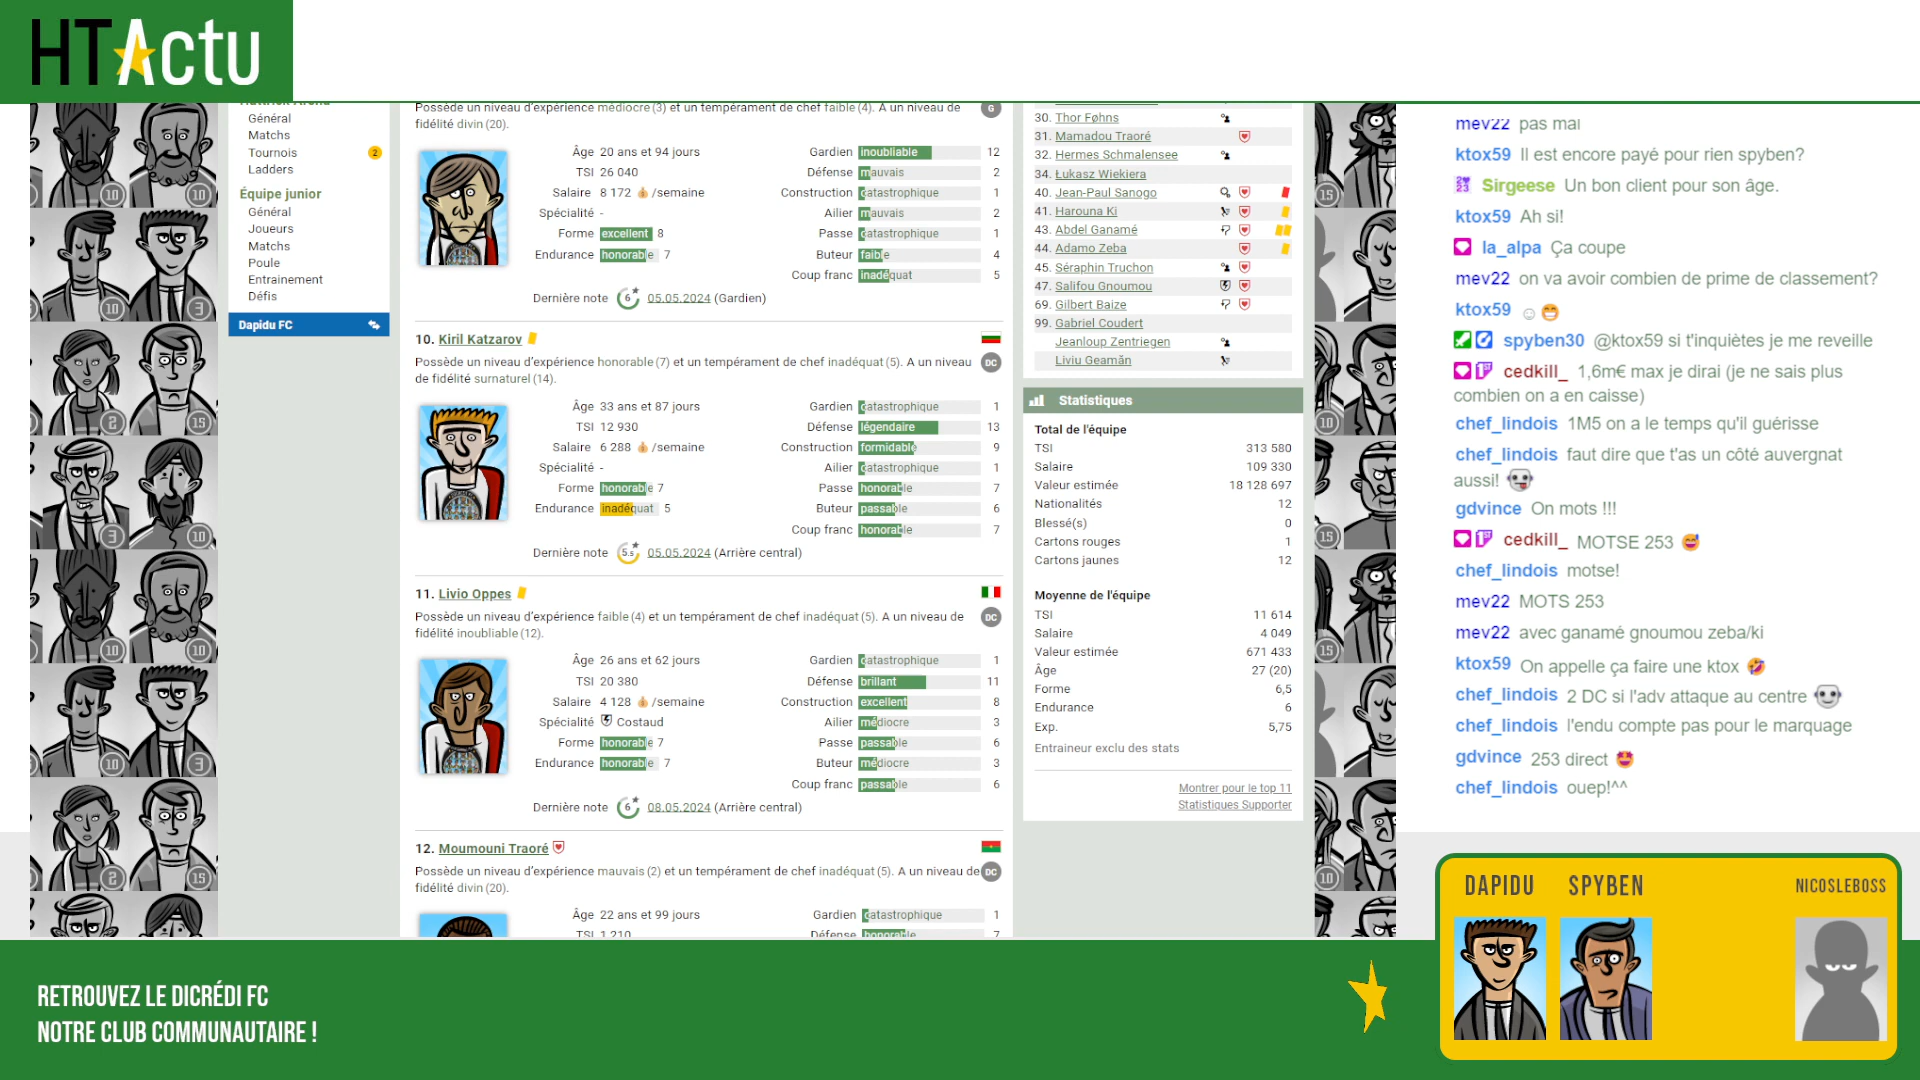 HTActu
Général
Matchs
Tournois 2
Ladders
Équipe junior
Général
Joueurs
Matchs
Poule
Entrainement
Défis
Dapidu FC
Possède un niveau d'expérience médiocre (3) et un tempérament de chef faible (4). A un niveau de
fidélité divin (20).
G
Âge 20 ans et 94 jours
TSI 26 040
Salaire 8 172 /semaine
Spécialité -
Forme excellent 8
Endurance honorable 7
Gardien inoubliable 12
Défense mauvais 2
Construction catastrophique 1
Ailier mauvais 2
Passe catastrophique 1
Buteur faible 4
Coup franc inadéquat 5
Dernière note 6 05.05.2024 (Gardien)
10. Kiril Katzarov
Possède un niveau d'expérience honorable (7) et un tempérament de chef inadéquat (5). A un niveau
de fidélité surnaturel (14).
DC
Âge 33 ans et 87 jours
TSI 12 930
Salaire 6 288 /semaine
Spécialité -
Forme honorable 7
Endurance inadéquat 5
Gardien catastrophique 1
Défense légendaire 13
Construction formidable 9
Ailier catastrophique 1
Passe honorable 7
Buteur passable 6
Coup franc honorable 7
Dernière note 5.5 05.05.2024 (Arrière central)
11. Livio Oppes
Possède un niveau d'expérience faible (4) et un tempérament de chef inadéquat (5). A un niveau de
fidélité inoubliable (12).
DC
Âge 26 ans et 62 jours
TSI 20 380
Salaire 4 128 /semaine
Spécialité Costaud
Forme honorable 7
Endurance honorable 7
Gardien catastrophique 1
Défense brillant 11
Construction excellent 8
Ailier médiocre 3
Passe passable 6
Buteur médiocre 3
Coup franc passable 6
Dernière note 6 08.05.2024 (Arrière central)
12. Moumouni Traoré
Possède un niveau d'expérience mauvais (2) et un tempérament de chef inadéquat (5). A un niveau de
fidélité divin (20).
DC
Âge 22 ans et 99 jours
TSI 1 210
Gardien catastrophique 1
Défense honorable 7
30. Thor Føhns
31. Mamadou Traoré
32. Hermes Schmalensee
34. Łukasz Wiekiera
40. Jean-Paul Sanogo
41. Harouna Ki
43. Abdel Ganamé
44. Adamo Zeba
45. Séraphin Truchon
47. Salifou Gnoumou
69. Gilbert Baize
99. Gabriel Coudert
Jeanloup Zentriegen
Liviu Geamăn
Statistiques
Total de l'équipe
TSI 313 580
Salaire 109 330
Valeur estimée 18 128 697
Nationalités 12
Blessé(s) 0
Cartons rouges 1
Cartons jaunes 12
Moyenne de l'équipe
TSI 11 614
Salaire 4 049
Valeur estimée 671 433
Âge 27 (20)
Forme 6,5
Endurance 6
Exp. 5,75
Entraineur exclu des stats
Montrer pour le top 11
Statistiques Supporter
mev22 pas mal
ktox59 Il est encore payé pour rien spyben?
Sirgeese Un bon client pour son âge.
ktox59 Ah si!
la_alpa Ça coupe
mev22 on va avoir combien de prime de classement?
ktox59
spyben30 @ktox59 si t'inquiètes je me reveille
cedkill_ 1,6m€ max je dirai (je ne sais plus
combien on a en caisse)
chef_lindois 1M5 on a le temps qu'il guérisse
chef_lindois faut dire que t'as un côté auvergnat
aussi!
gdvince On mots !!!
cedkill_ MOTSE 253
chef_lindois motse!
mev22 MOTS 253
mev22 avec ganamé gnoumou zeba/ki
ktox59 On appelle ça faire une ktox
chef_lindois 2 DC si l'adv attaque au centre
chef_lindois l'endu compte pas pour le marquage
gdvince 253 direct
chef_lindois ouep!^^
DAPIDU SPYBEN NICOSLEBOSS
RETROUVEZ LE DICRÉDI FC
NOTRE CLUB COMMUNAUTAIRE !